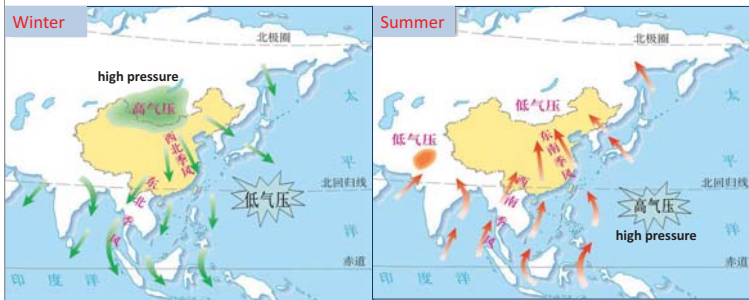 Winter
北极圈
high pressure
高气压
西北季风
太平洋
北回归线
东北季风
低气压
赤道
印度洋
Summer
北极圈
低气压
低气压
东南季风
太平洋
北回归线
西南季风
高气压
high pressure
赤道
印度洋